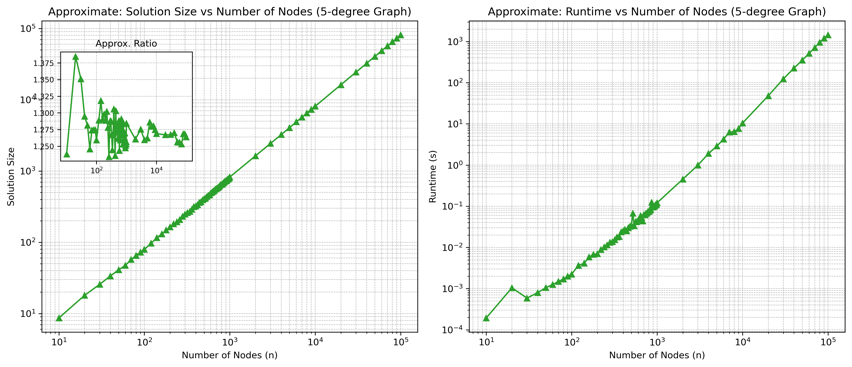 Approximate: Solution Size vs Number of Nodes (5-degree Graph)
10⁵
10⁴
10³
10²
10¹
Solution Size
Approx. Ratio
1.375
1.350
1.325
1.300
1.275
1.250
10² 10⁴
10¹ 10² 10³ 10⁴ 10⁵
Number of Nodes (n)
Approximate: Runtime vs Number of Nodes (5-degree Graph)
10³
10²
10¹
10⁰
10⁻¹
10⁻²
10⁻³
10⁻⁴
Runtime (s)
10¹ 10² 10³ 10⁴ 10⁵
Number of Nodes (n)